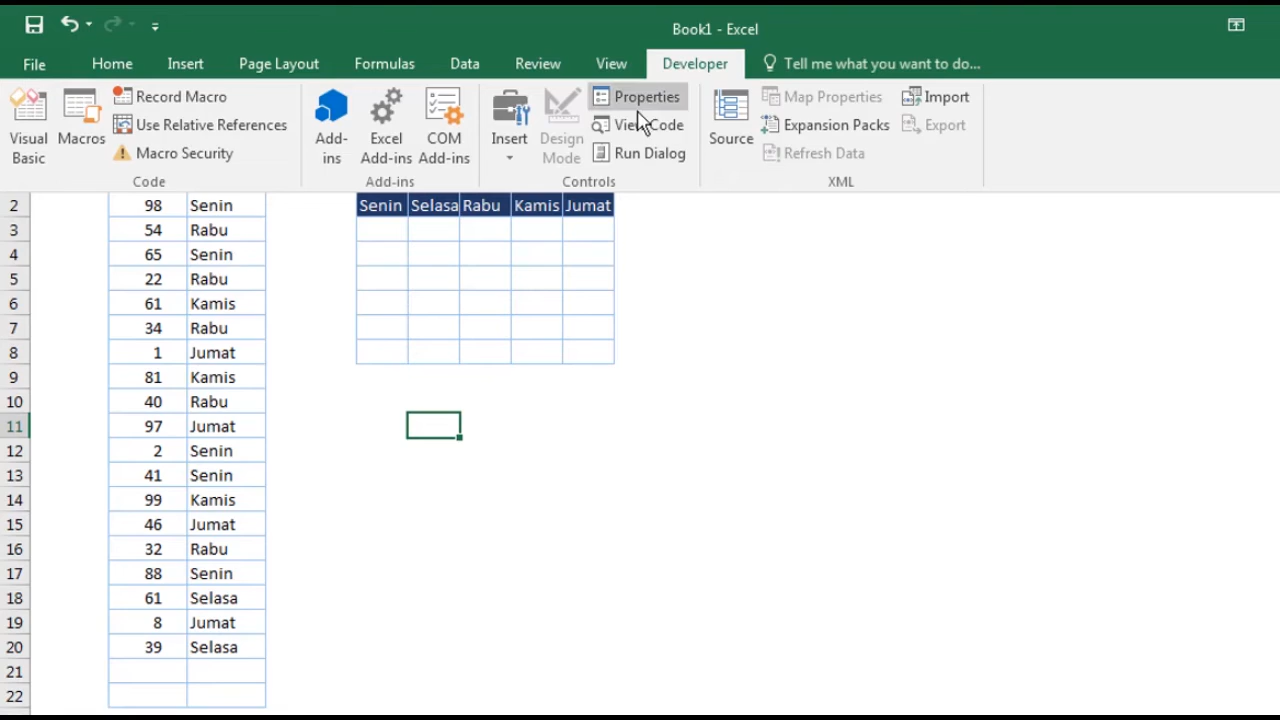 Book1 - Excel
File Home Insert Page Layout Formulas Data Review View Developer Tell me what you want to do...
Visual Basic
Macros
Record Macro
Use Relative References
Macro Security
Code
Add-ins
Excel Add-ins
COM Add-ins
Add-ins
Insert
Design Mode
Properties
View Code
Run Dialog
Controls
Source
Map Properties
Expansion Packs
Refresh Data
Import
Export
XML
2 98 Senin Senin Selasa Rabu Kamis Jumat
3 54 Rabu
4 65 Senin
5 22 Rabu
6 61 Kamis
7 34 Rabu
8 1 Jumat
9 81 Kamis
10 40 Rabu
11 97 Jumat
12 2 Senin
13 41 Senin
14 99 Kamis
15 46 Jumat
16 32 Rabu
17 88 Senin
18 61 Selasa
19 8 Jumat
20 39 Selasa
21
22